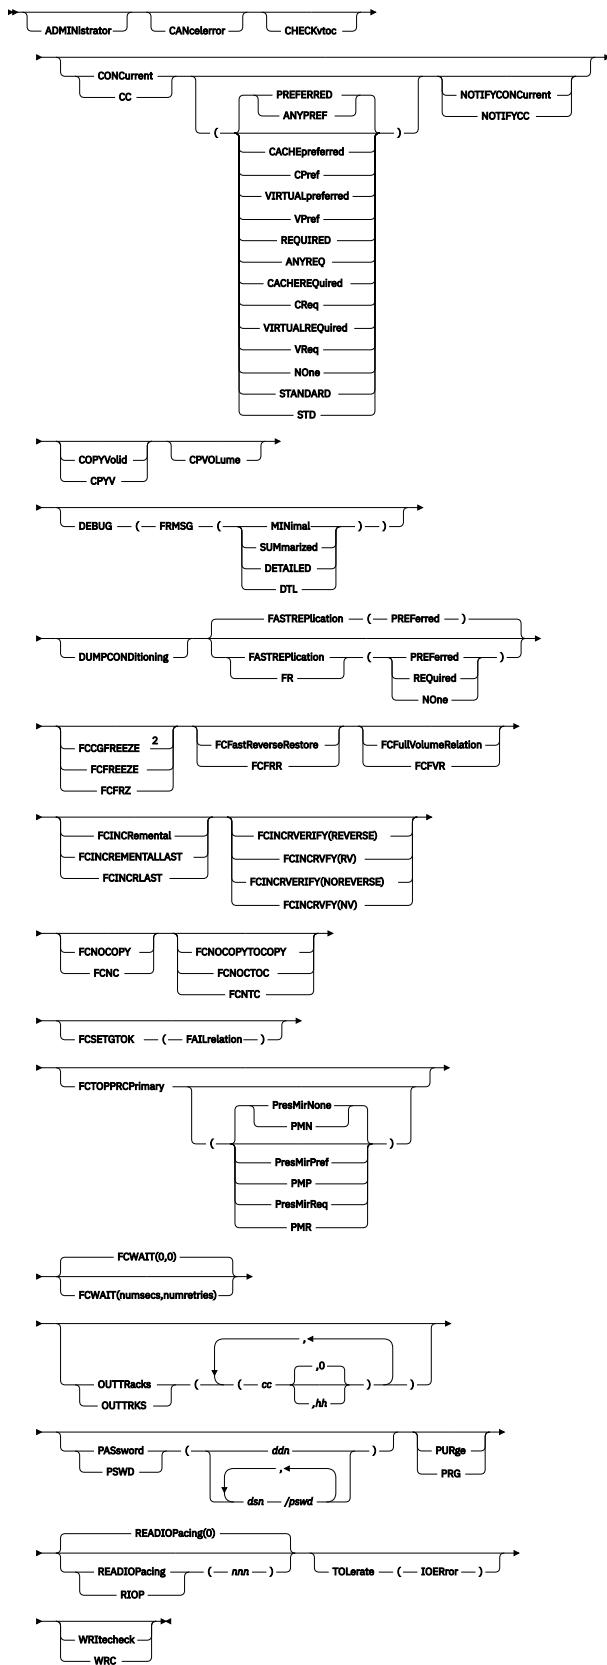 ADMINistrator CANcelerror CHECKvtoc
CONCurrent
CC
(
PREFERRED
ANYPREF
)
CACHEpreferred
CPref
VIRTUALpreferred
VPref
REQUIRED
ANYREQ
CACHEREQuired
CReq
VIRTUALREQuired
VReq
NOne
STANDARD
STD
NOTIFYCONCurrent
NOTIFYCC
COPYVolid
CPYV
CPVOLume
DEBUG ( FRMSG ( MINimal ) )
SUMmarized
DETAILED
DTL
DUMPCONDitioning
FASTREPlication ( PREFerred )
FASTREPlication ( PREFerred )
FR REQuired
NOne
FCCGFREEZE 2
FCFREEZE
FCFRZ
FCFastReverseRestore
FCFRR
FCFullVolumeRelation
FCFVR
FCINCRemental
FCINCREMENTALLAST
FCINCRLAST
FCINCRVERIFY(REVERSE)
FCINCRVFY(RV)
FCINCRVERIFY(NOREVERSE)
FCINCRVFY(NV)
FCNOCOPY
FCNC
FCNOCOPYTOCOPY
FCNOCTOC
FCNTC
FCSETGTOK ( FAILrelation )
FCTOPPRCPrimary
(
PresMirNone
PMN
)
PresMirPref
PMP
PresMirReq
PMR
FCWAIT(0,0)
FCWAIT(numsecs,numretries)
OUTTRacks
OUTTRKS
(
,
( cc
,0
,hh
)
)
PASsword
PSWD
(
ddn
,
dsn /pswd
)
PURge
PRG
READIOPacing(0)
READIOPacing
RIOP
( nnn )
TOLerate ( IOERror )
WRItecheck
WRC